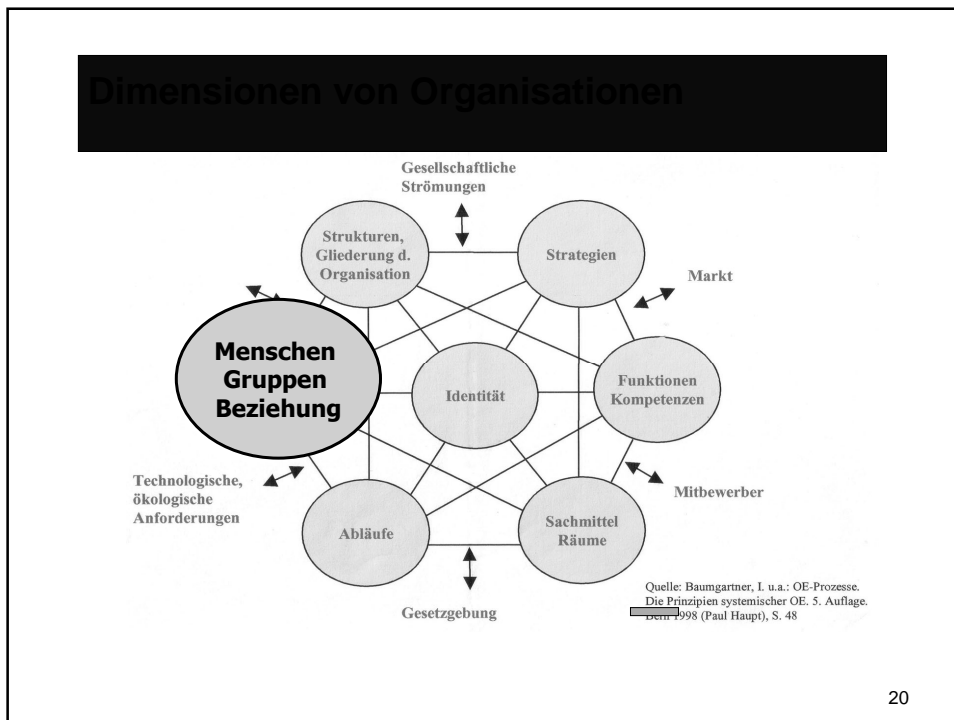 Dimensionen von Organisationen
Gesellschaftliche
Strömungen
Strukturen,
Gliederung d.
Organisation
Strategien
Markt
Menschen
Gruppen
Beziehung
Identität
Funktionen
Kompetenzen
Technologische,
ökologische
Anforderungen
Mitbewerber
Abläufe
Sachmittel
Räume
Gesetzgebung
Quelle: Baumgartner, I. u.a.: OE-Prozesse.
Die Prinzipien systemischer OE. 5. Auflage.
1998 (Paul Haupt), S. 48
20